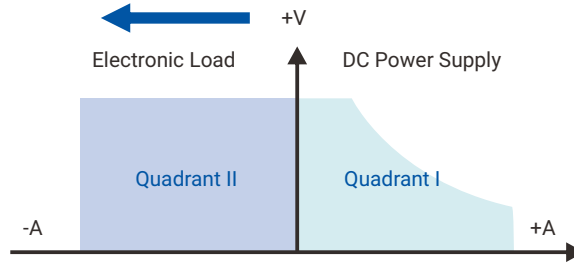 +V
Electronic Load
DC Power Supply
Quadrant II
Quadrant I
-A
+A